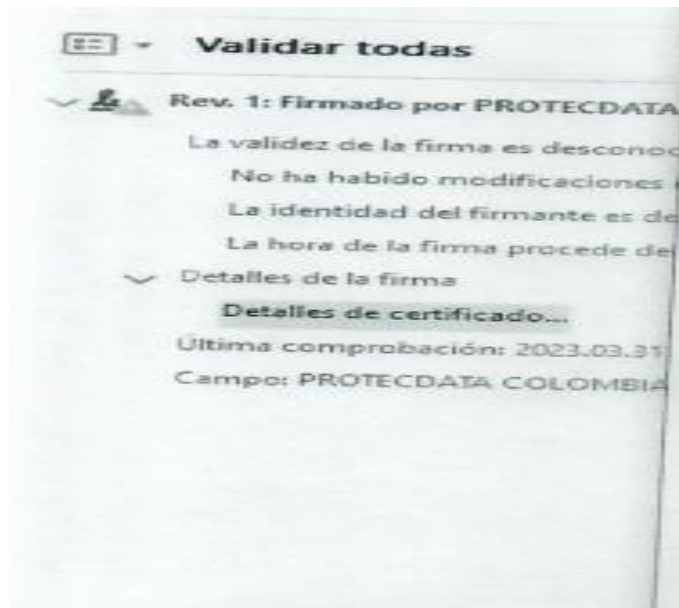 Validar todas
Rev. 1: Firmado por PROTECDATA
La validez de la firma es descono
No ha habido modificaciones
La identidad del firmante es de
La hora de la firma procede del
Detalles de la firma
Detalles de certificado...
Última comprobación: 2023.03.31
Campo: PROTECDATA COLOMBIA